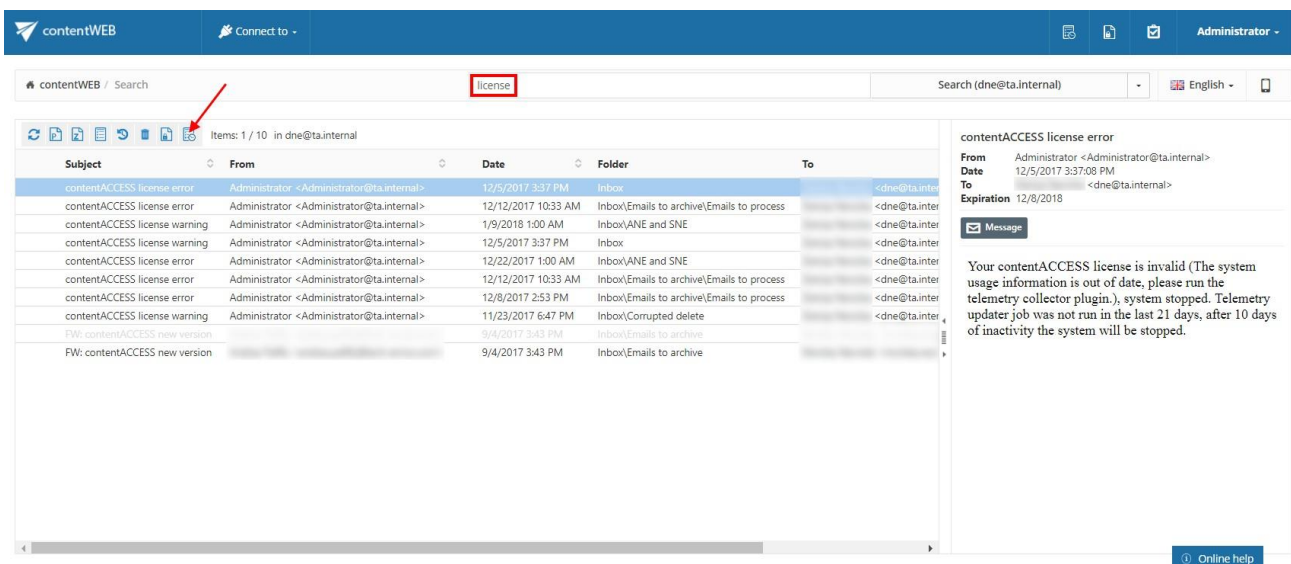 contentWEB Connect to Administrator
contentWEB / Search license Search (dne@ta.internal) English
Items: 1 / 10 in dne@ta.internal
Subject From Date Folder To
contentACCESS license error Administrator <Administrator@ta.internal> 12/5/2017 3:37 PM Inbox <dne@ta.inter
contentACCESS license error Administrator <Administrator@ta.internal> 12/12/2017 10:33 AM Inbox\Emails to archive\Emails to process <dne@ta.inter
contentACCESS license warning Administrator <Administrator@ta.internal> 1/9/2018 1:00 AM Inbox\ANE and SNE <dne@ta.inter
contentACCESS license warning Administrator <Administrator@ta.internal> 12/5/2017 3:37 PM Inbox <dne@ta.inter
contentACCESS license error Administrator <Administrator@ta.internal> 12/22/2017 1:00 AM Inbox\ANE and SNE <dne@ta.inter
contentACCESS license warning Administrator <Administrator@ta.internal> 12/12/2017 10:33 AM Inbox\Emails to archive\Emails to process <dne@ta.inter
contentACCESS license error Administrator <Administrator@ta.internal> 12/8/2017 2:53 PM Inbox\Emails to archive\Emails to process <dne@ta.inter
contentACCESS license warning Administrator <Administrator@ta.internal> 11/23/2017 6:47 PM Inbox\Corrupted delete <dne@ta.inter
FW: contentACCESS new version 9/4/2017 3:43 PM Inbox\Emails to archive
FW: contentACCESS new version 9/4/2017 3:43 PM Inbox\Emails to archive
contentACCESS license error
From Administrator <Administrator@ta.internal>
Date 12/5/2017 3:37:08 PM
To <dne@ta.internal>
Expiration 12/8/2018
Message
Your contentACCESS license is invalid (The system
usage information is out of date, please run the
telemetry collector plugin.), system stopped. Telemetry
updater job was not run in the last 21 days, after 10 days
of inactivity the system will be stopped.
Online help